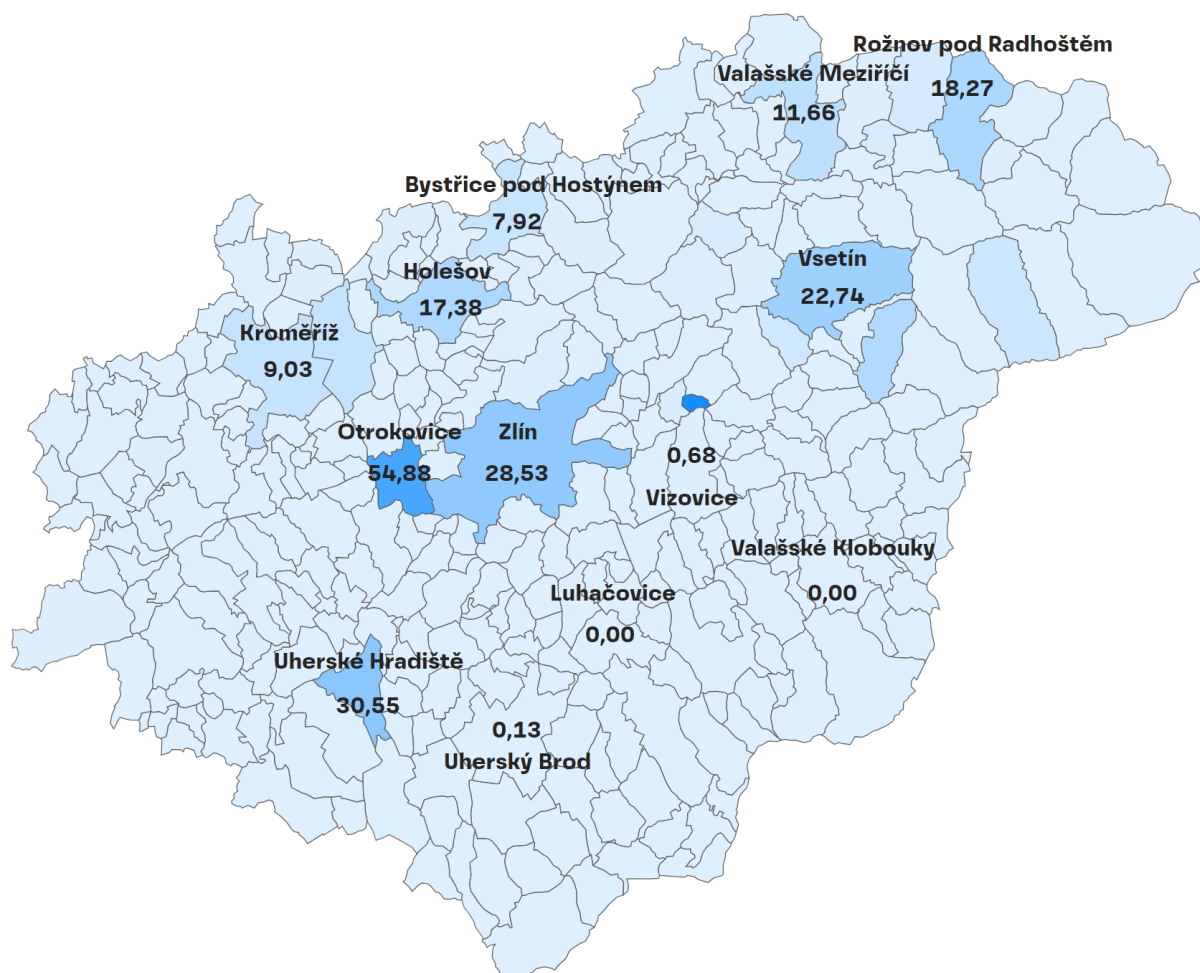 Rožnov pod Radhoštěm
18,27
Valašské Meziříčí
11,66
Bystřice pod Hostýnem
7,92
Vsetín
22,74
Holešov
17,38
Kroměříž
9,03
Otrokovice
54,88
Zlín
28,53
0,68
Vizovice
Valašské Klobouky
0,00
Luhačovice
0,00
Uherské Hradiště
30,55
0,13
Uherský Brod